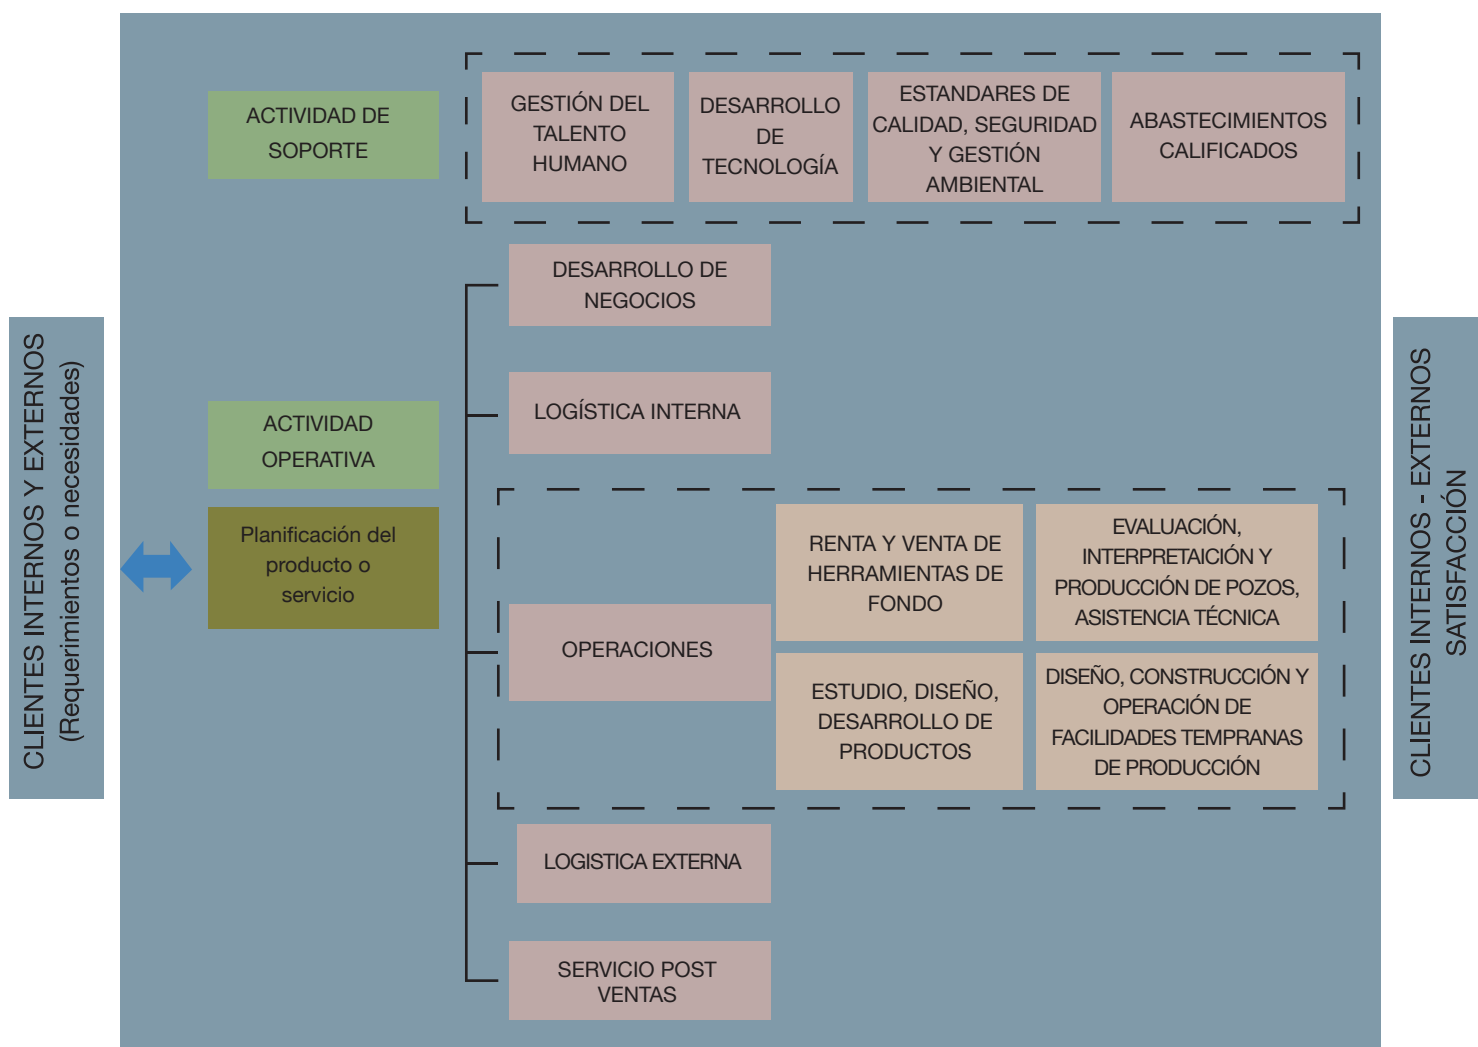 ACTIVIDAD DE
SOPORTE
GESTIÓN DEL
TALENTO
HUMANO
DESARROLLO
DE
TECNOLOGÍA
ESTANDARES DE
CALIDAD, SEGURIDAD
Y GESTIÓN
AMBIENTAL
ABASTECIMIENTOS
CALIFICADOS
CLIENTES INTERNOS Y EXTERNOS
(Requerimientos o necesidades)
ACTIVIDAD
OPERATIVA
Planificación del
producto o
servicio
DESARROLLO DE
NEGOCIOS
LOGÍSTICA INTERNA
OPERACIONES
RENTA Y VENTA DE
HERRAMIENTAS DE
FONDO
EVALUACIÓN,
INTERPRETAICIÓN Y
PRODUCCIÓN DE POZOS,
ASISTENCIA TÉCNICA
ESTUDIO, DISEÑO,
DESARROLLO DE
PRODUCTOS
DISEÑO, CONSTRUCCIÓN Y
OPERACIÓN DE
FACILIDADES TEMPRANAS
DE PRODUCCIÓN
LOGISTICA EXTERNA
SERVICIO POST
VENTAS
CLIENTES INTERNOS - EXTERNOS
SATISFACCIÓN